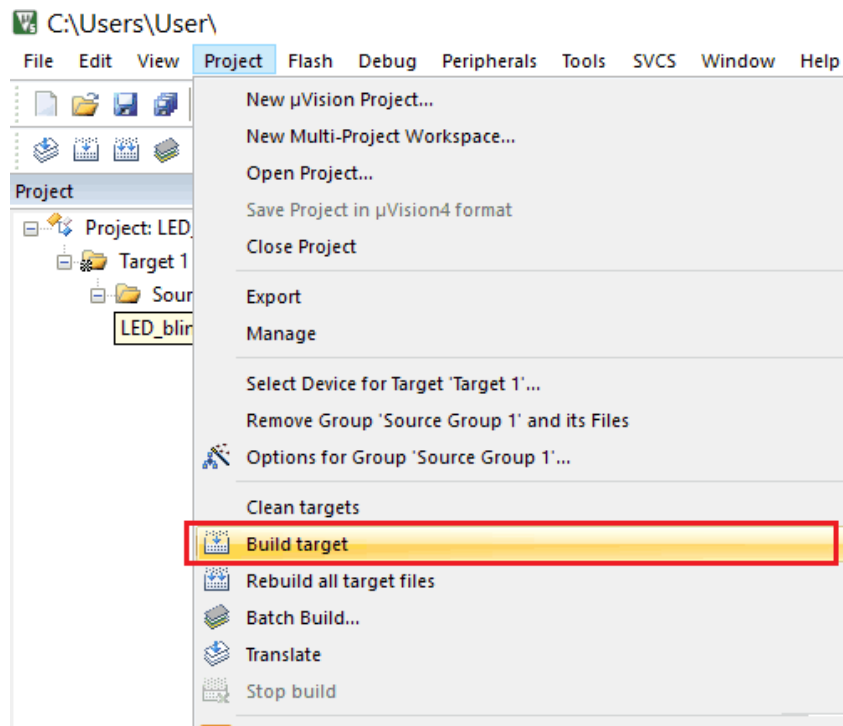 C:\Users\User\
File Edit View Project Flash Debug Peripherals Tools SVCS Window Help
Project
Project: LED_
Target 1
Sour
LED_blin
New µVision Project...
New Multi-Project Workspace...
Open Project...
Save Project in µVision4 format
Close Project
Export
Manage
Select Device for Target 'Target 1'...
Remove Group 'Source Group 1' and its Files
Options for Group 'Source Group 1'...
Clean targets
Build target
Rebuild all target files
Batch Build...
Translate
Stop build